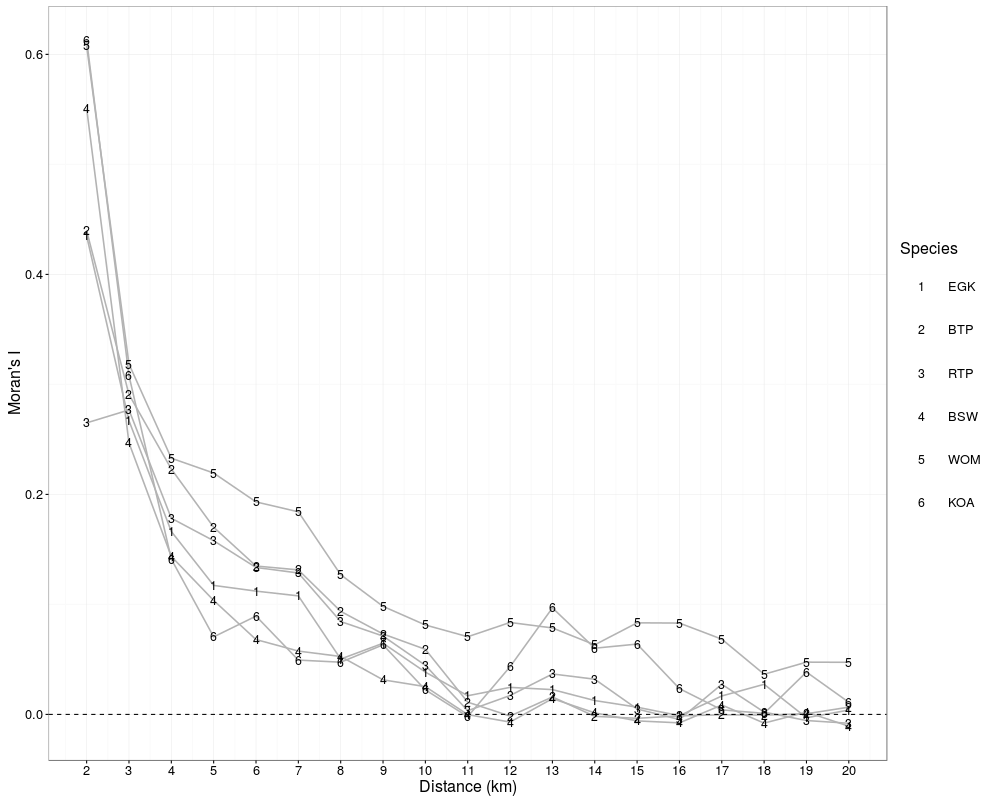 0.6
0.4
0.2
0.0
Moran's I
2 3 4 5 6 7 8 9 10 11 12 13 14 15 16 17 18 19 20
Distance (km)
Species
1 EGK
2 BTP
3 RTP
4 BSW
5 WOM
6 KOA